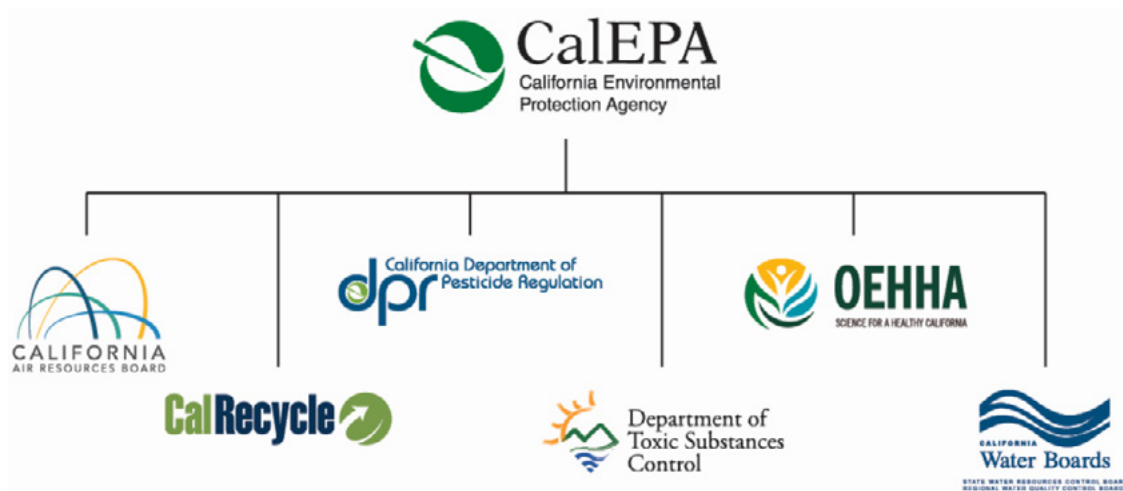 CalEPA
California Environmental
Protection Agency
CALIFORNIA
AIR RESOURCES BOARD
CalRecycle
dpr
California Department of
Pesticide Regulation
Department of
Toxic Substances
Control
OEHHA
SCIENCE FOR A HEALTHY CALIFORNIA
CALIFORNIA
Water Boards
STATE WATER RESOURCES CONTROL BOAR
REGIONAL WATER QUALITY CONTROL BOARD